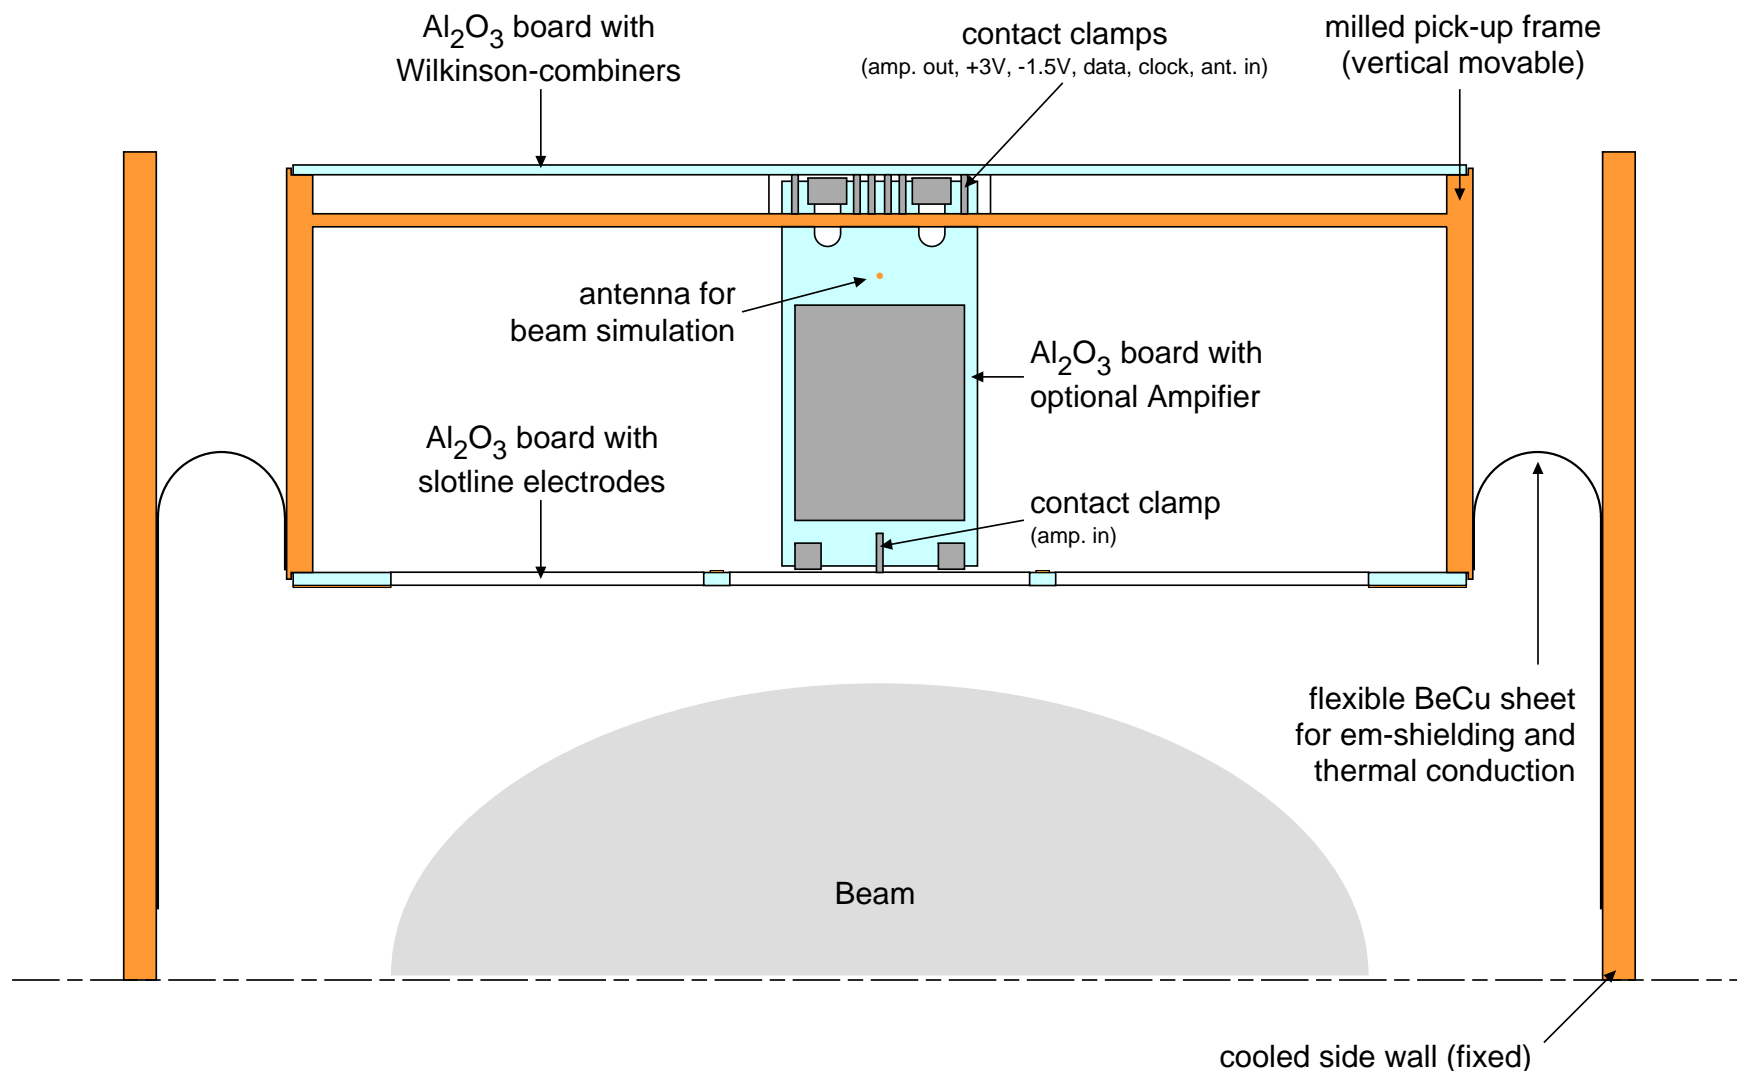 Al₂O₃ board with
Wilkinson-combiners
contact clamps
(amp. out, +3V, -1.5V, data, clock, ant. in)
milled pick-up frame
(vertical movable)
antenna for
beam simulation
Al₂O₃ board with
optional Ampifier
Al₂O₃ board with
slotline electrodes
contact clamp
(amp. in)
flexible BeCu sheet
for em-shielding and
thermal conduction
Beam
cooled side wall (fixed)